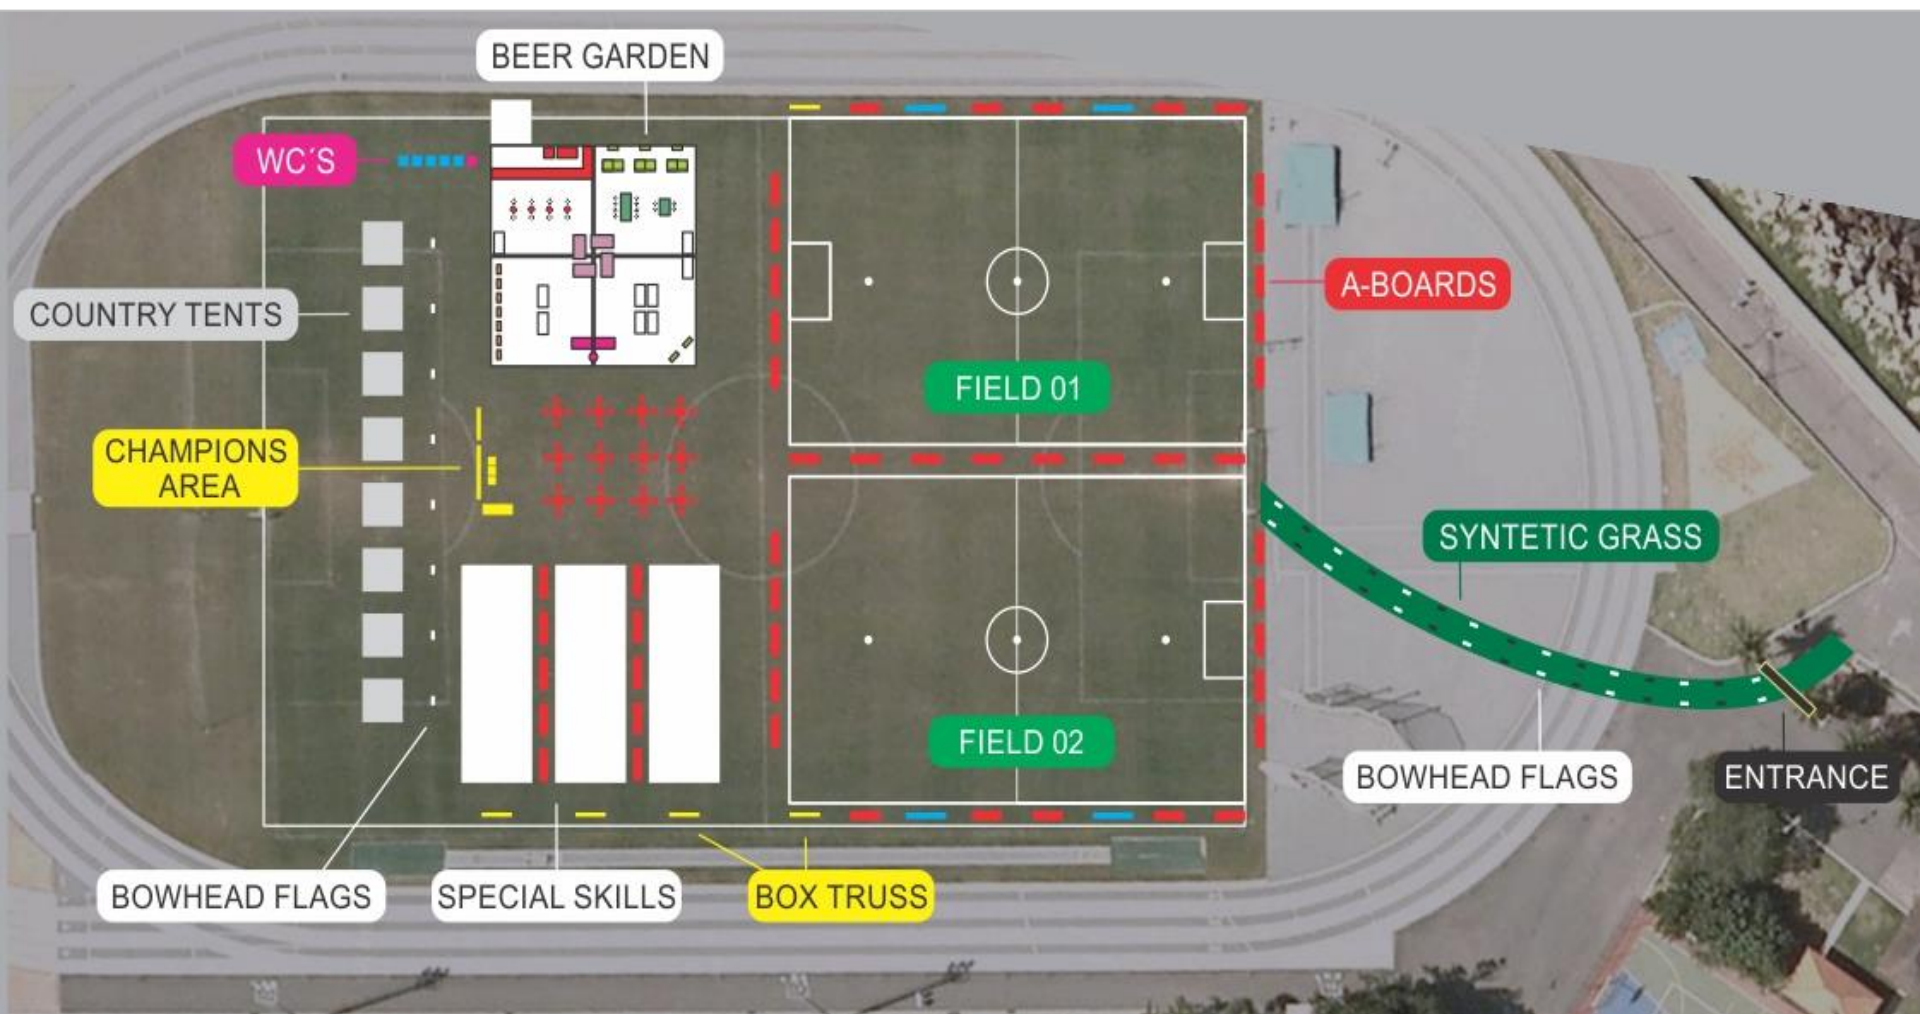 BEER GARDEN
WC´S
COUNTRY TENTS
A-BOARDS
FIELD 01
CHAMPIONS
AREA
SYNTETIC GRASS
FIELD 02
BOWHEAD FLAGS
ENTRANCE
BOWHEAD FLAGS
SPECIAL SKILLS
BOX TRUSS